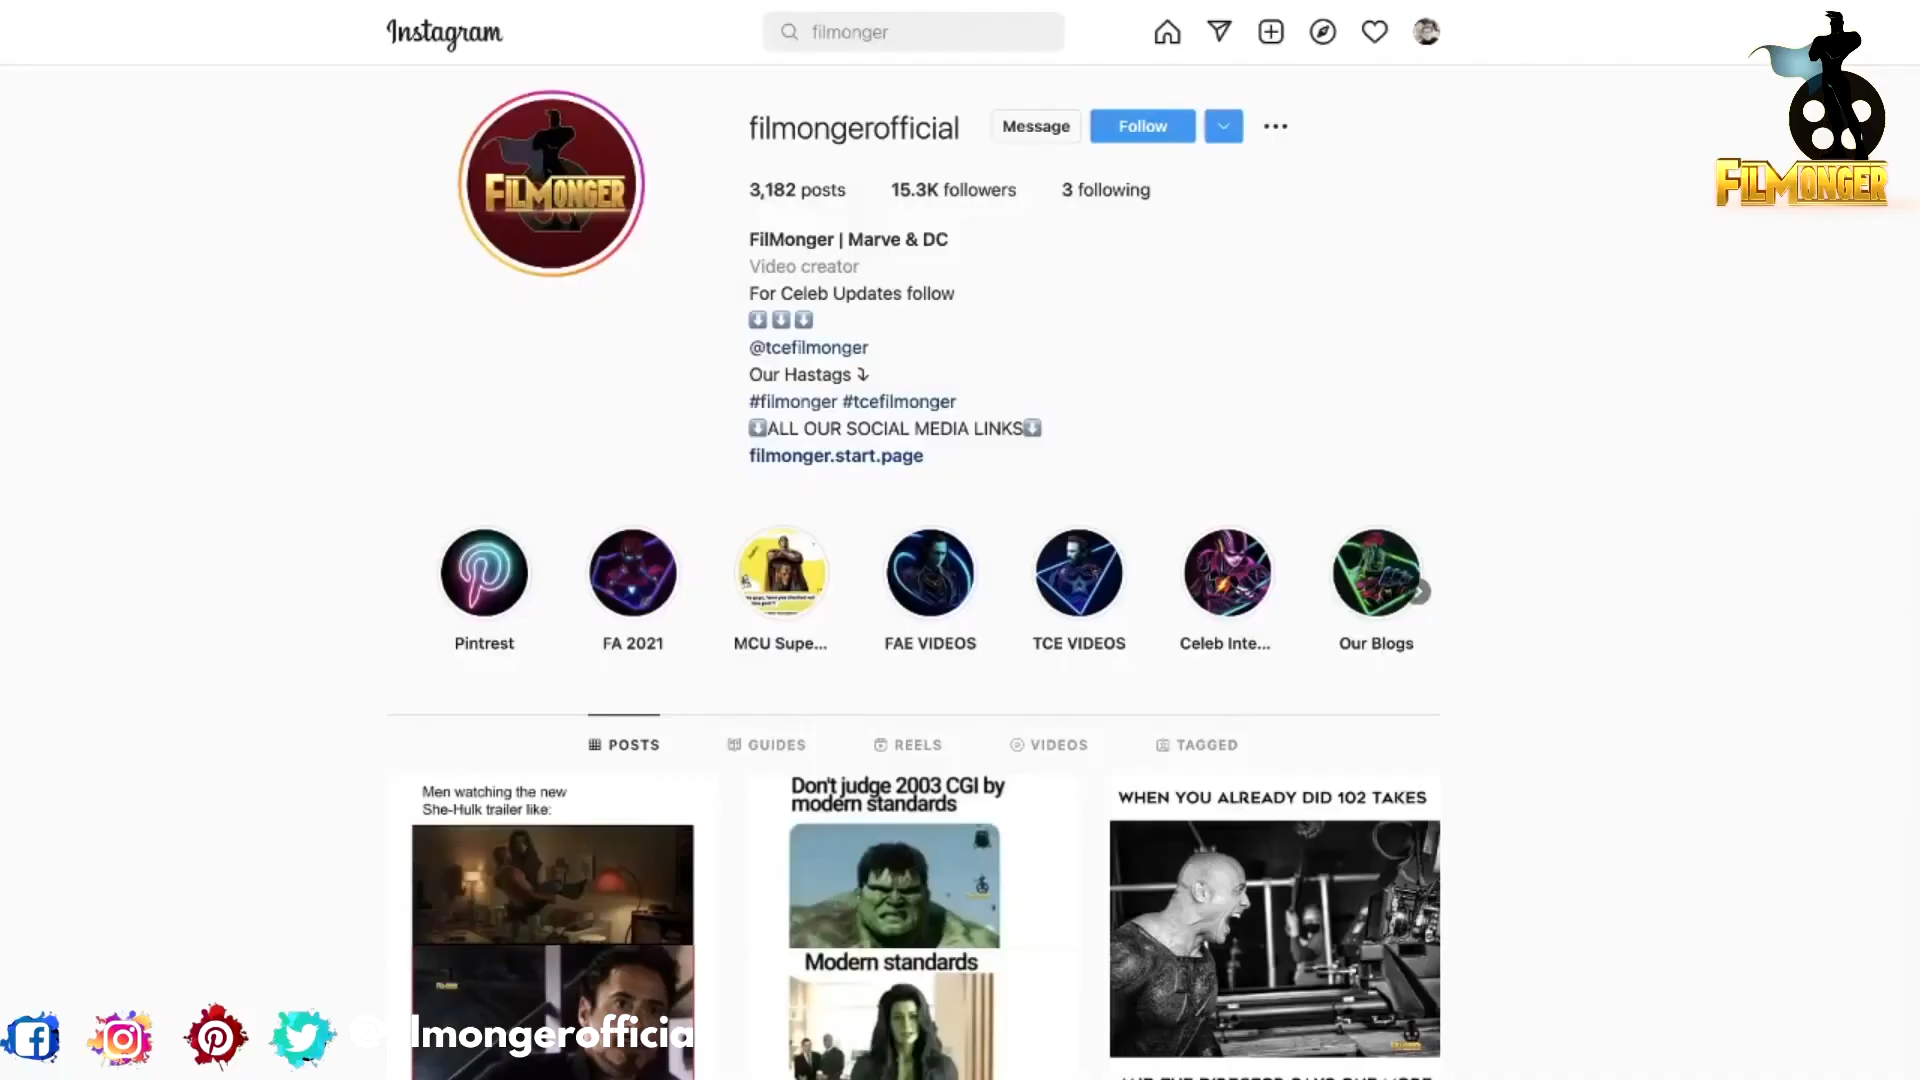 Instagram
filmonger
FILMONGER
FILMONGER
filmongerofficial
Message
Follow
3,182 posts
15.3K followers
3 following
FilMonger | Marve & DC
Video creator
For Celeb Updates follow
⬇️⬇️⬇️
@tcefilmonger
Our Hastags ⤵
#filmonger #tcefilmonger
⬇️ALL OUR SOCIAL MEDIA LINKS⬇️
filmonger.start.page
Pintrest
FA 2021
MCU Supe...
FAE VIDEOS
TCE VIDEOS
Celeb Inte...
Our Blogs
POSTS
GUIDES
REELS
VIDEOS
TAGGED
Men watching the new
She-Hulk trailer like:
Don't judge 2003 CGI by
modern standards
Modern standards
WHEN YOU ALREADY DID 102 TAKES